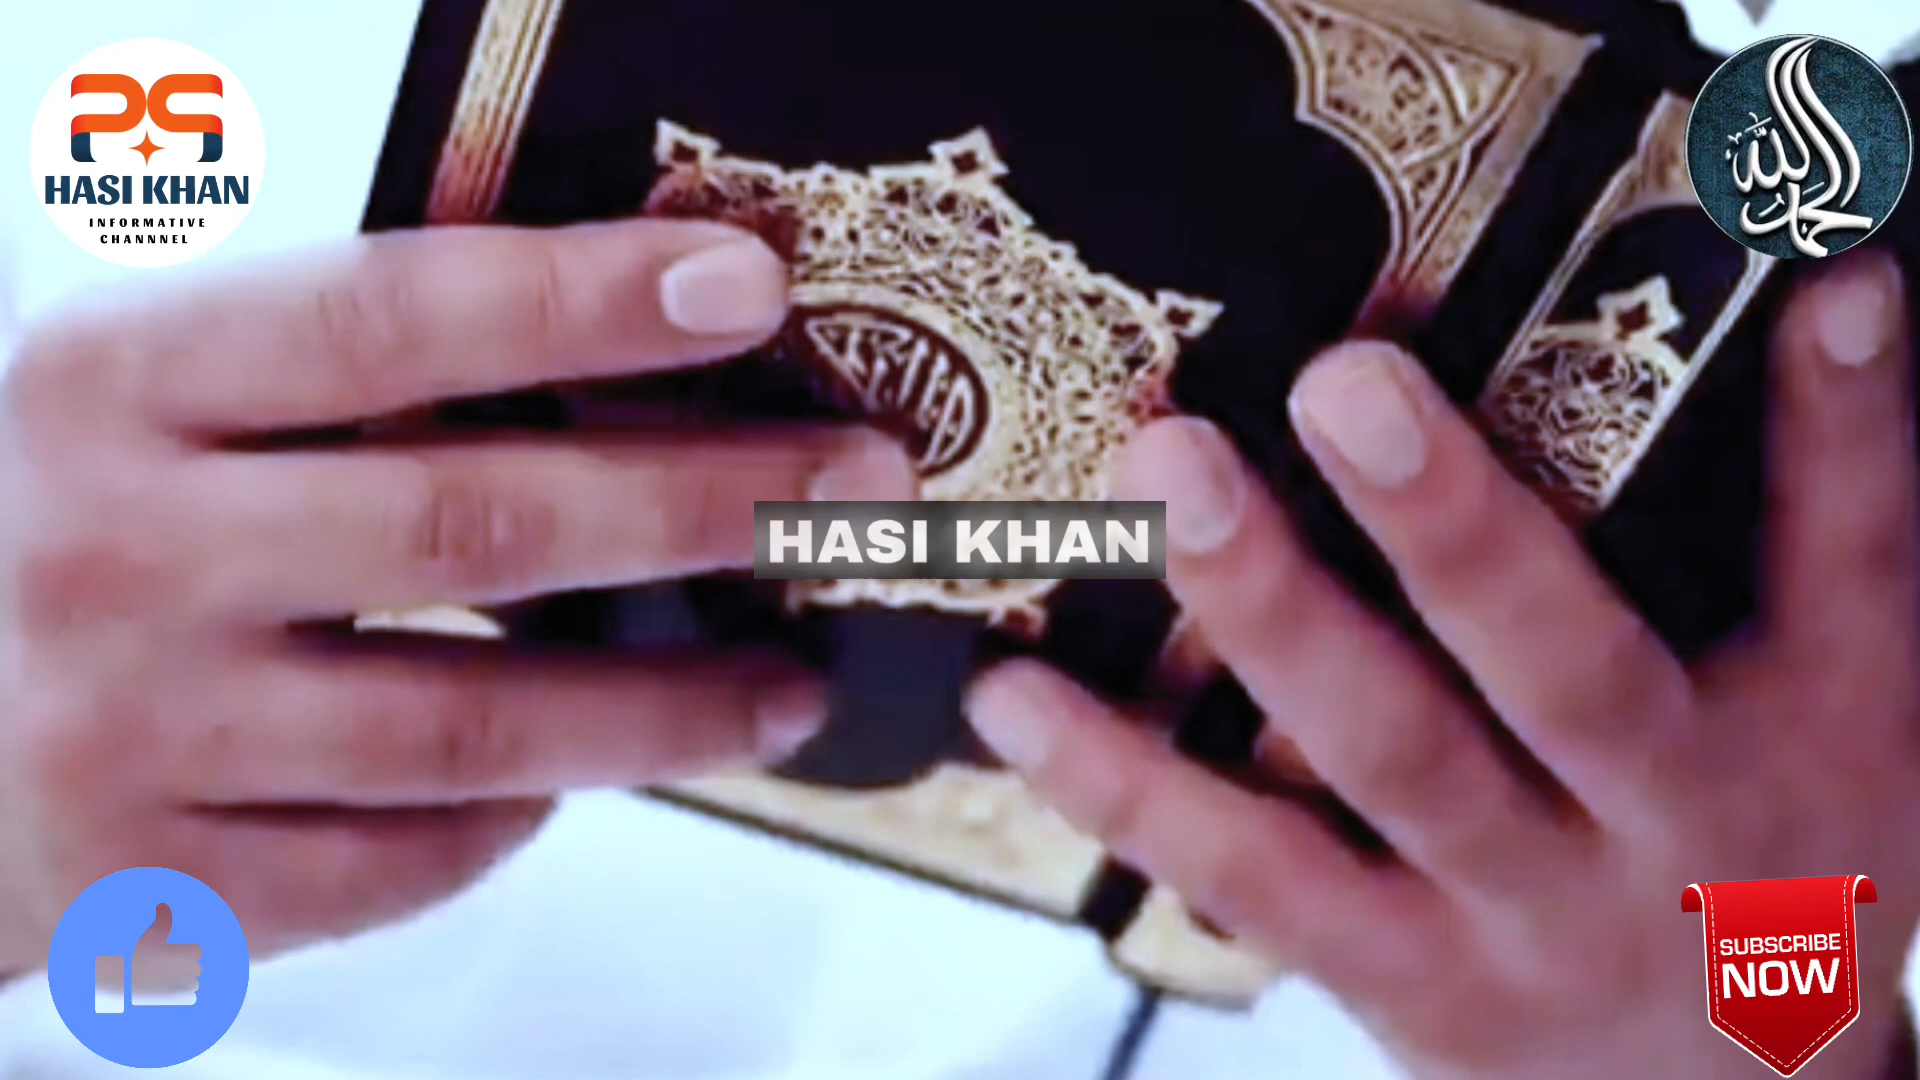 HASI KHAN
INFORMATIVE
CHANNNEL
الحمد لله
HASI KHAN
SUBSCRIBE
NOW